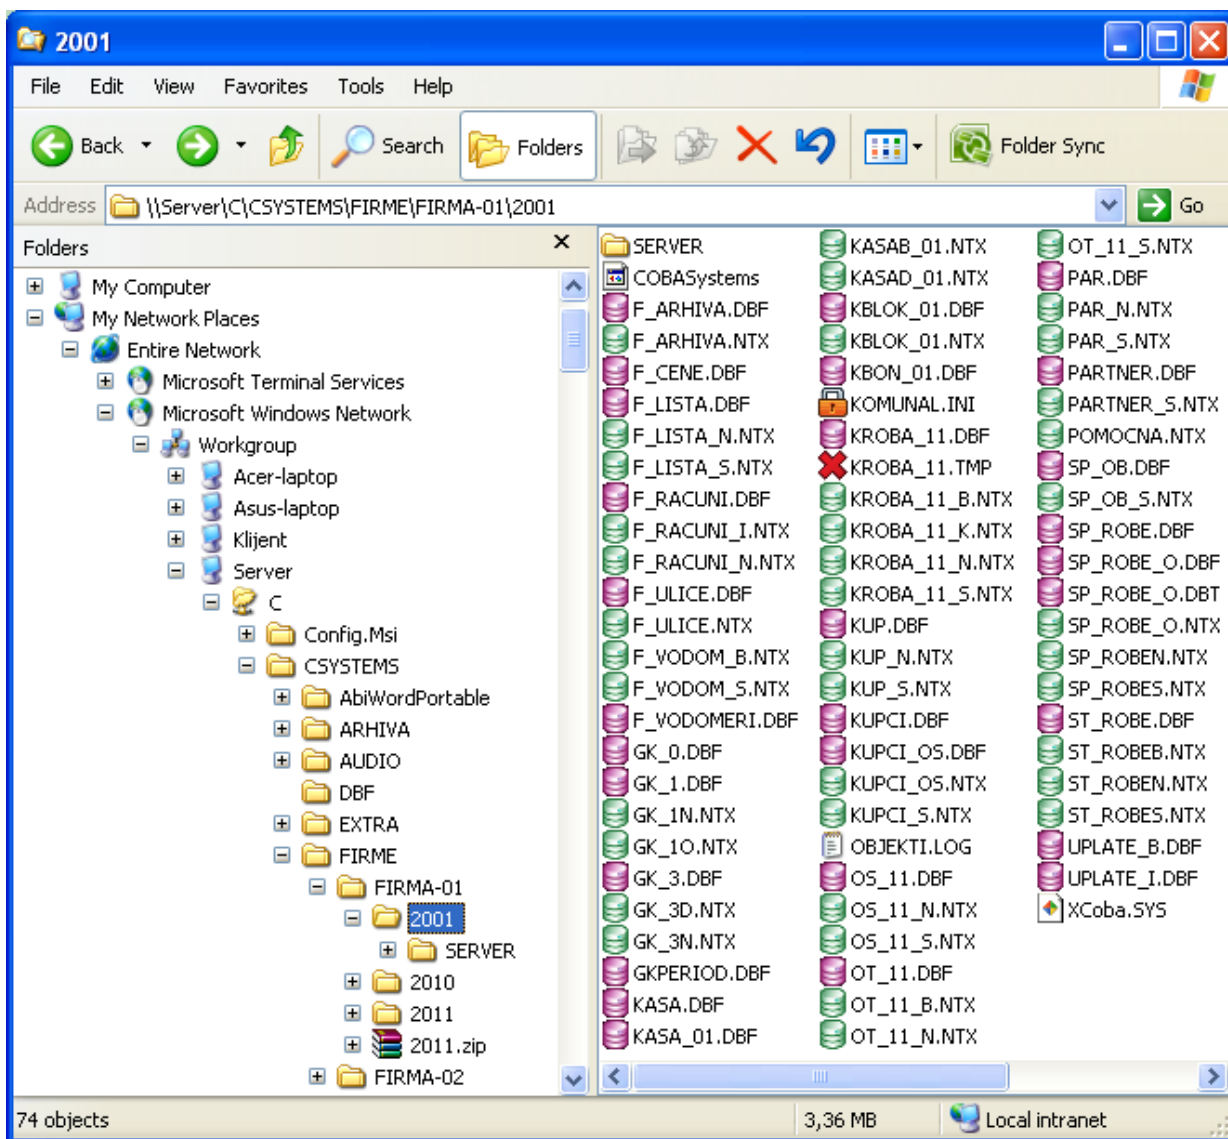 2001
File Edit View Favorites Tools Help
Back Search Folders Folder Sync
Address \\Server\C\CSYSTEMS\FIRME\FIRMA-01\2001 Go
Folders
My Computer
My Network Places
Entire Network
Microsoft Terminal Services
Microsoft Windows Network
Workgroup
Acer-laptop
Asus-laptop
Klijent
Server
C
Config.Msi
CSYSTEMS
AbiWordPortable
ARHIVA
AUDIO
DBF
EXTRA
FIRME
FIRMA-01
2001
SERVER
2010
2011
2011.zip
FIRMA-02
SERVER
COBASystems
F_ARHIVA.DBF
F_ARHIVA.NTX
F_CENE.DBF
F_LISTA.DBF
F_LISTA_N.NTX
F_LISTA_S.NTX
F_RACUNI.DBF
F_RACUNI_I.NTX
F_RACUNI_N.NTX
F_ULICE.DBF
F_ULICE.NTX
F_VODOM_B.NTX
F_VODOM_S.NTX
F_VODOMERI.DBF
GK_0.DBF
GK_1.DBF
GK_1N.NTX
GK_1O.NTX
GK_3.DBF
GK_3D.NTX
GK_3N.NTX
GKPERIOD.DBF
KASA.DBF
KASA_01.DBF
KASAB_01.NTX
KASAD_01.NTX
KBLOK_01.DBF
KBLOK_01.NTX
KBON_01.DBF
KOMUNAL.INI
KROBA_11.DBF
KROBA_11.TMP
KROBA_11_B.NTX
KROBA_11_K.NTX
KROBA_11_N.NTX
KROBA_11_S.NTX
KUP.DBF
KUP_N.NTX
KUP_S.NTX
KUPCI.DBF
KUPCI_OS.DBF
KUPCI_OS.NTX
KUPCI_S.NTX
OBJEKTI.LOG
OS_11.DBF
OS_11_N.NTX
OS_11_S.NTX
OT_11.DBF
OT_11_B.NTX
OT_11_N.NTX
OT_11_S.NTX
PAR.DBF
PAR_N.NTX
PAR_S.NTX
PARTNER.DBF
PARTNER_S.NTX
POMOCNA.NTX
SP_OB.DBF
SP_OB_S.NTX
SP_ROBE.DBF
SP_ROBE_O.DBF
SP_ROBE_O.DBT
SP_ROBE_O.NTX
SP_ROBEN.NTX
SP_ROBES.NTX
ST_ROBE.DBF
ST_ROBEB.NTX
ST_ROBEN.NTX
ST_ROBES.NTX
UPLATE_B.DBF
UPLATE_I.DBF
XCoba.SYS
74 objects 3,36 MB Local intranet